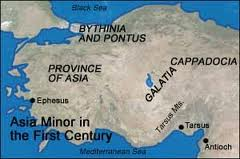 Black Sea
BYTHINIA
AND PONTUS
CAPPADOCIA
PROVINCE
OF ASIA
GALATIA
Ephesus
Tarsus Mts.
Tarsus
Asia Minor in
the First Century
Antioch
Mediterranean Sea